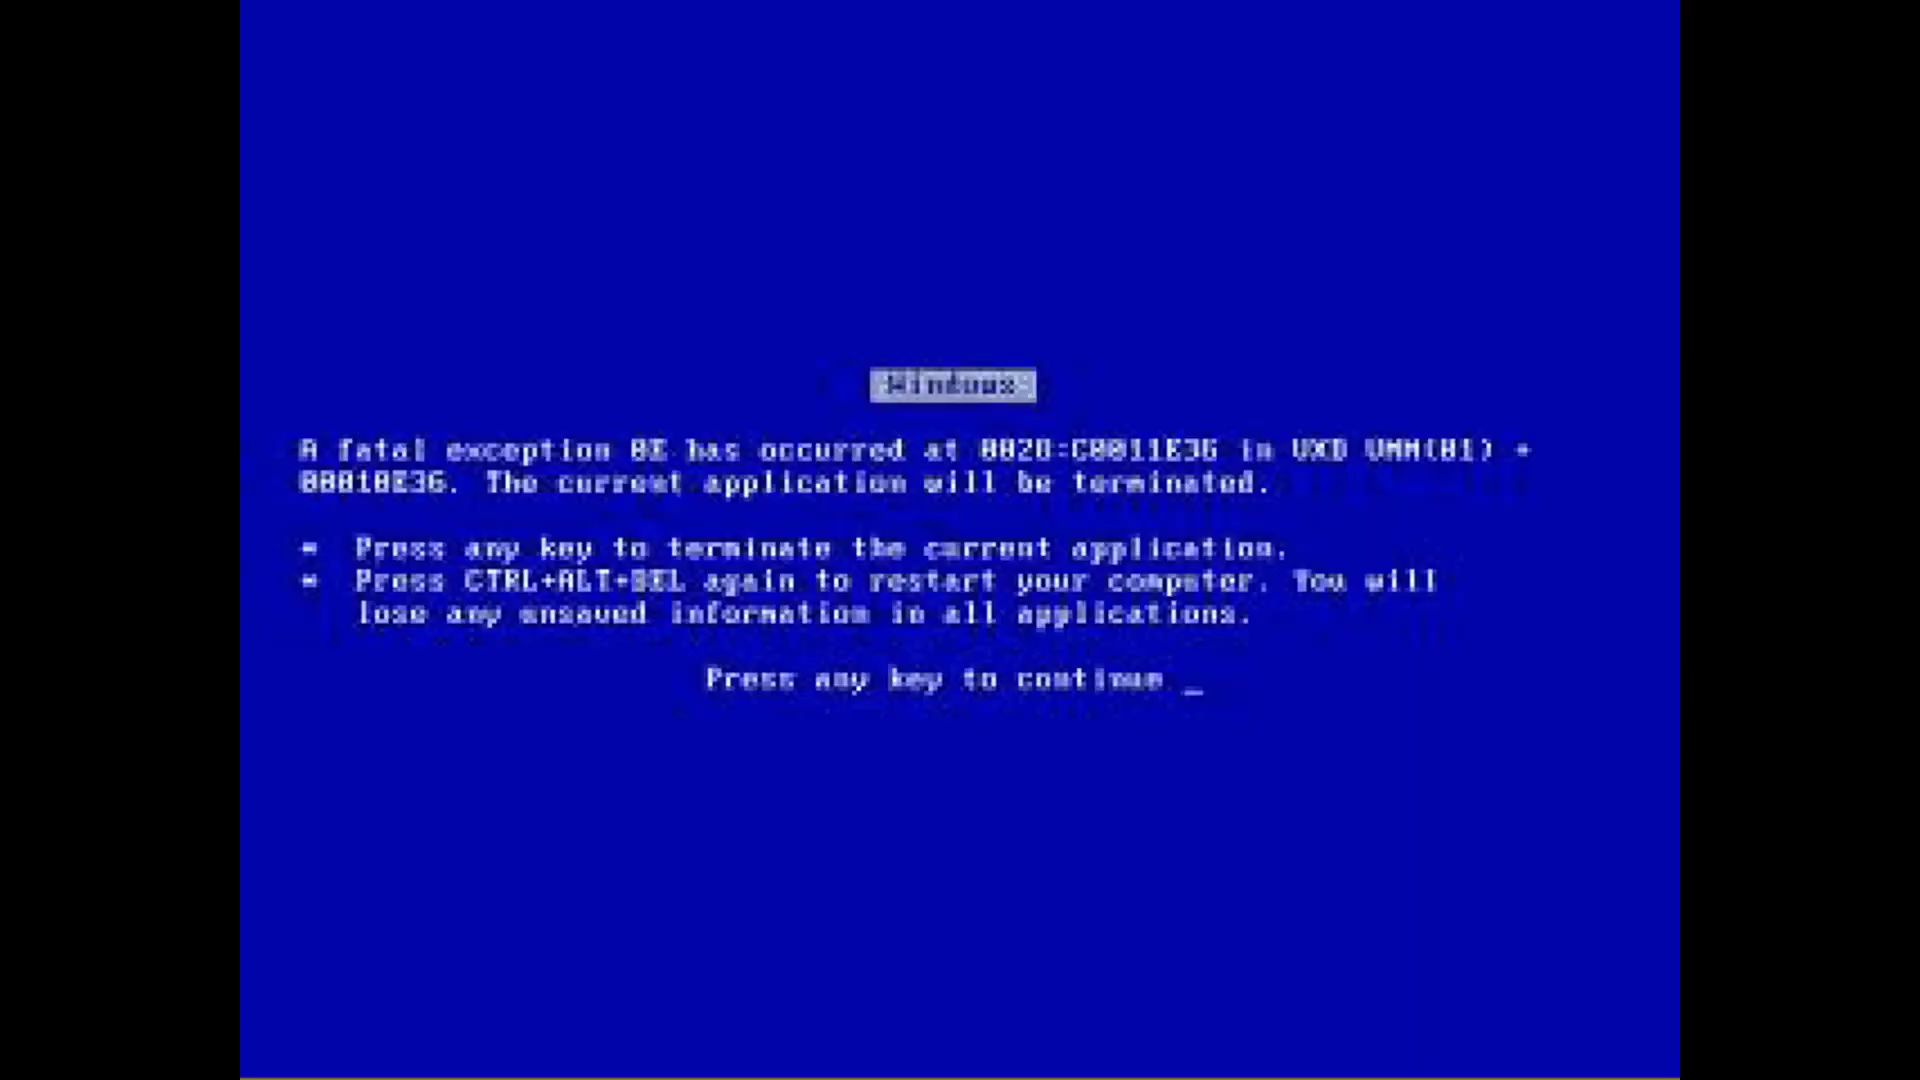 Windows
A fatal exception 0E has occurred at 0028:C0011E36 in VXD VMM(01) +
00010E36. The current application will be terminated.
* Press any key to terminate the current application.
* Press CTRL+ALT+DEL again to restart your computer. You will
lose any unsaved information in all applications.
Press any key to continue _